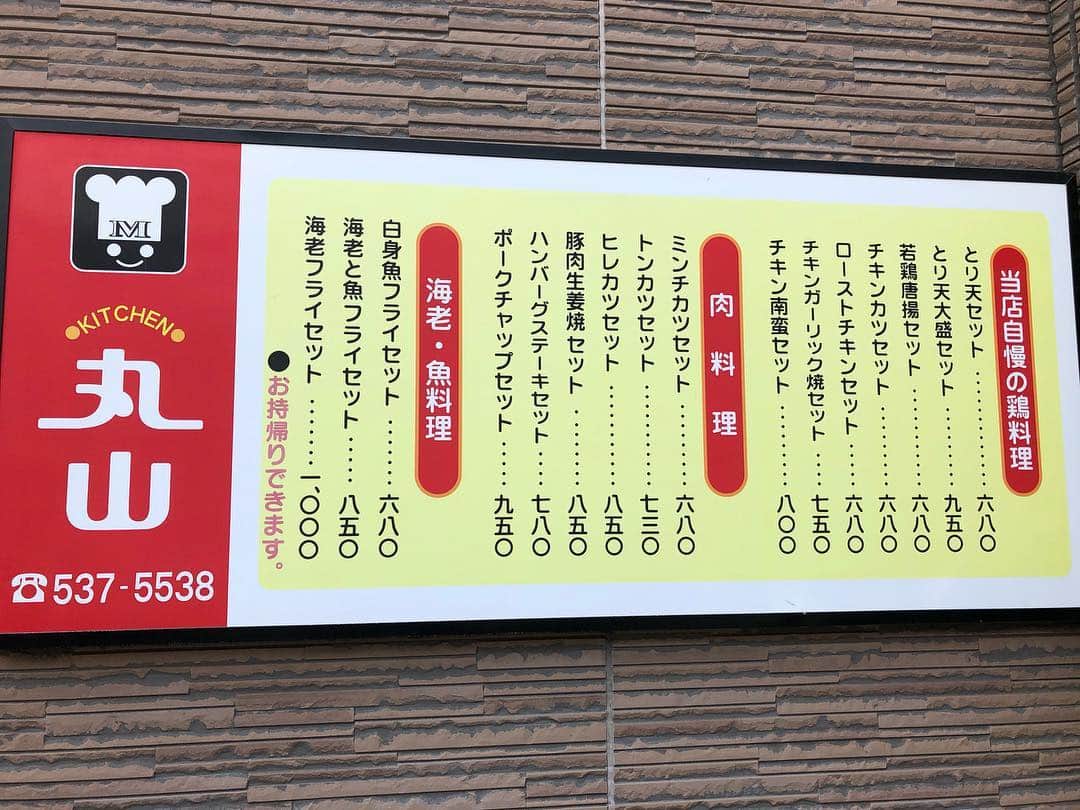 M
KITCHEN
丸山
☎537-5538
当店自慢の鶏料理
とり天セット………六八〇
とり天大盛セット……九五〇
若鶏唐揚セット………六八〇
チキンカツセット……六八〇
ローストチキンセット……六八〇
チキンガーリック焼セット……七五〇
チキン南蛮セット………八〇〇
肉料理
ミンチカツセット………六八〇
トンカツセット………七三〇
ヒレカツセット………八五〇
豚肉生姜焼セット……八五〇
ハンバーグステーキセット……七八〇
ポークチャップセット……九五〇
海老・魚料理
白身魚フライセット……六八〇
海老と魚フライセット……八五〇
海老フライセット………一、〇〇〇
●お持帰りできます。